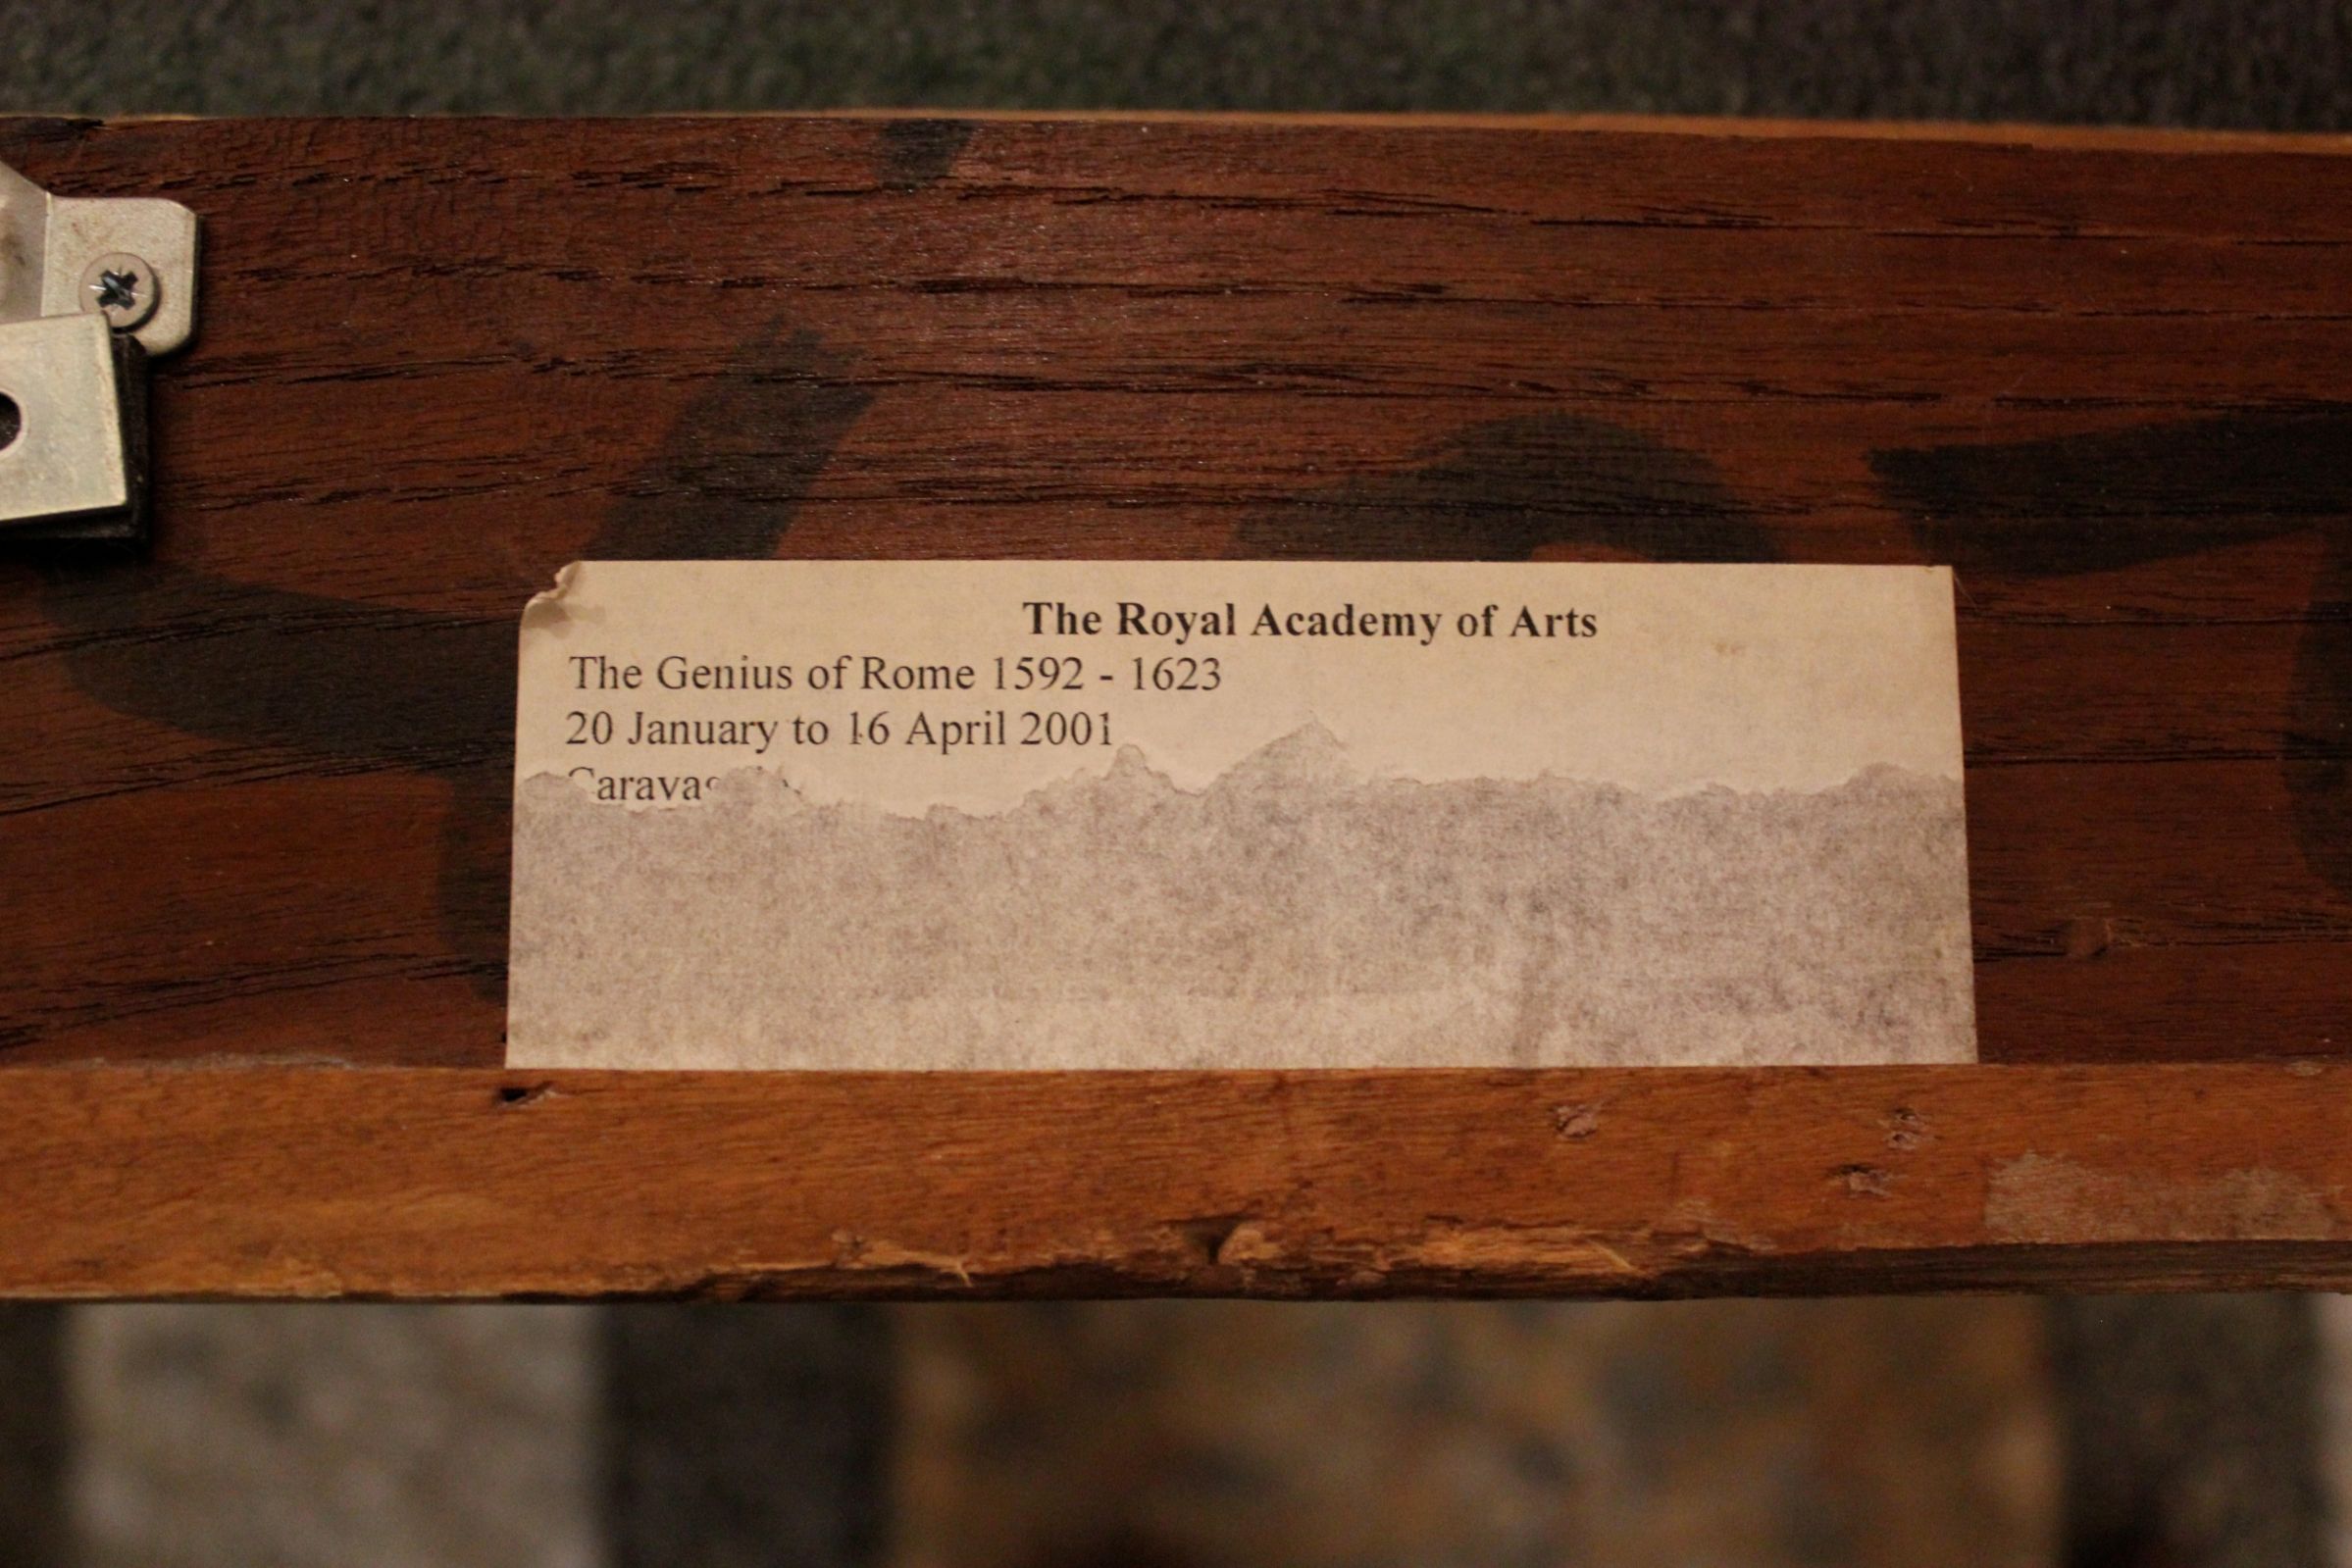 The Royal Academy of Arts
The Genius of Rome 1592 - 1623
20 January to 16 April 2001